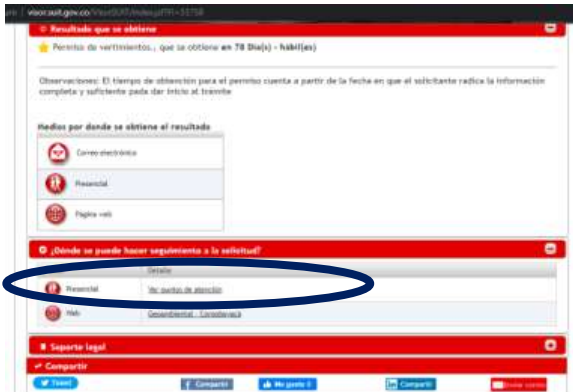 visor.suit.gov.co/VisorSUIT/index.jsf?FI=
Resultado que se obtiene
Permiso de vertimientos., que se obtiene en 78 Día(s) - hábil(es)
Observaciones: El tiempo de obtención para el permiso cuenta a partir de la fecha en que el solicitante radica la información
completa y suficiente pada dar inicio al trámite
Medios por donde se obtiene el resultado
Correo electrónico
Presencial
Página web
¿Dónde se puede hacer seguimiento a la solicitud?
Detalle
Presencial Ver puntos de atención
Web Geoambiental - Corpoboyacá
Soporte legal
Compartir
Tweet Compartir Me gusta 0 Compartir Enviar correo